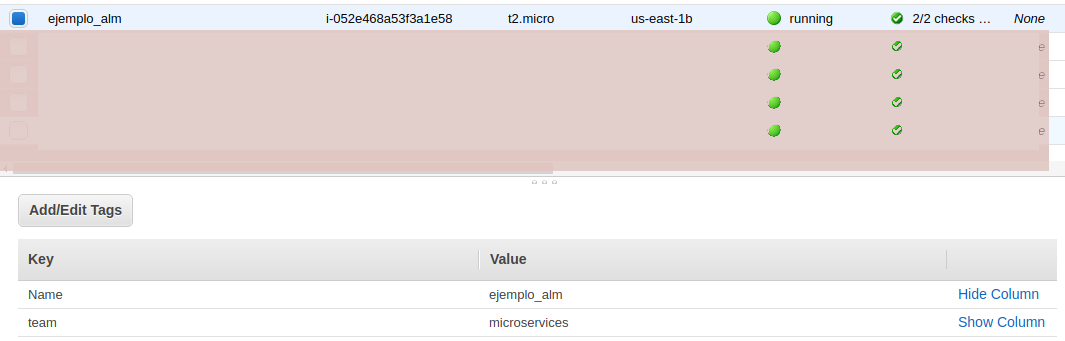 ejemplo_alm i-052e468a53f3a1e58 t2.micro us-east-1b running 2/2 checks … None
e
e
e
e
Add/Edit Tags
Key Value
Name ejemplo_alm Hide Column
team microservices Show Column